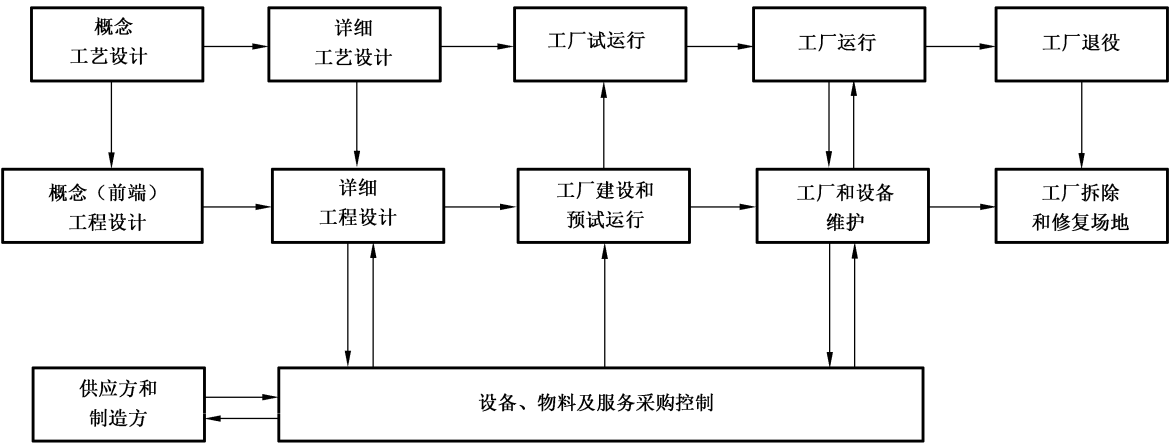 概念
工艺设计
详细
工艺设计
工厂试运行
工厂运行
工厂退役
概念（前端）
工程设计
详细
工程设计
工厂建设和
预试运行
工厂和设备
维护
工厂拆除
和修复场地
供应方和
制造方
设备、物料及服务采购控制